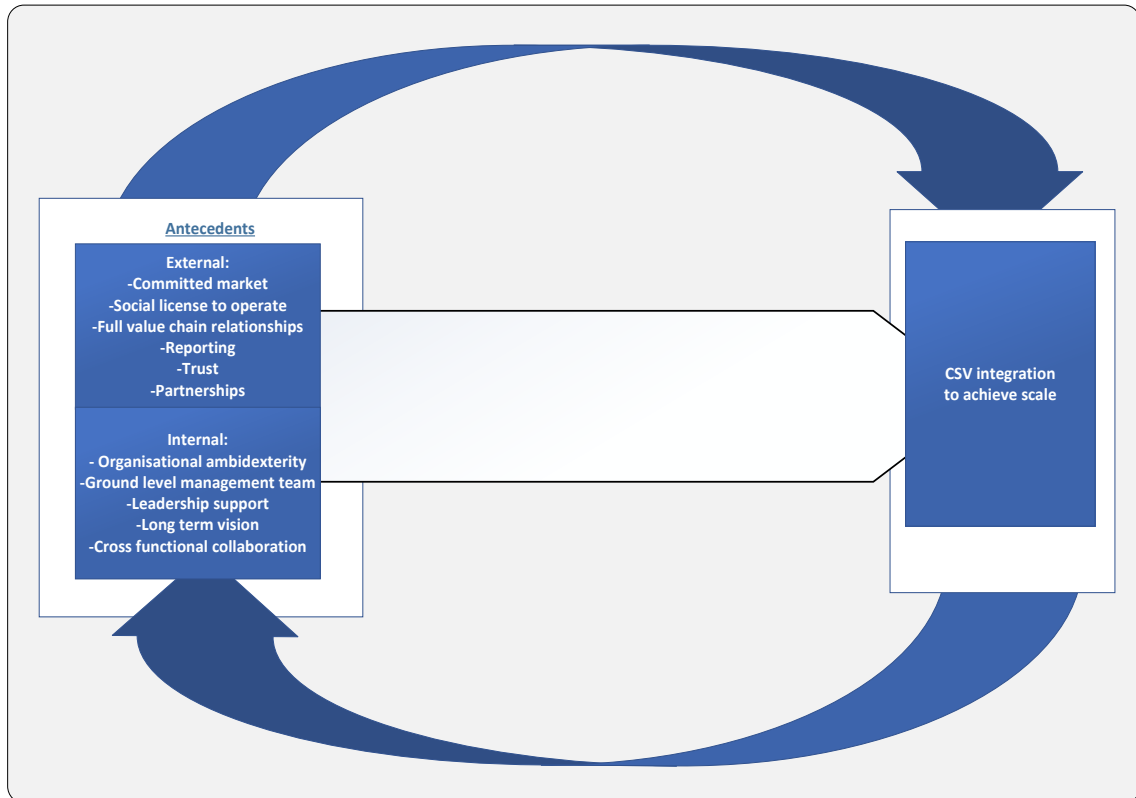 Antecedents
External:
-Committed market
-Social license to operate
-Full value chain relationships
-Reporting
-Trust
-Partnerships
Internal:
- Organisational ambidexterity
-Ground level management team
-Leadership support
-Long term vision
-Cross functional collaboration
CSV integration
to achieve scale